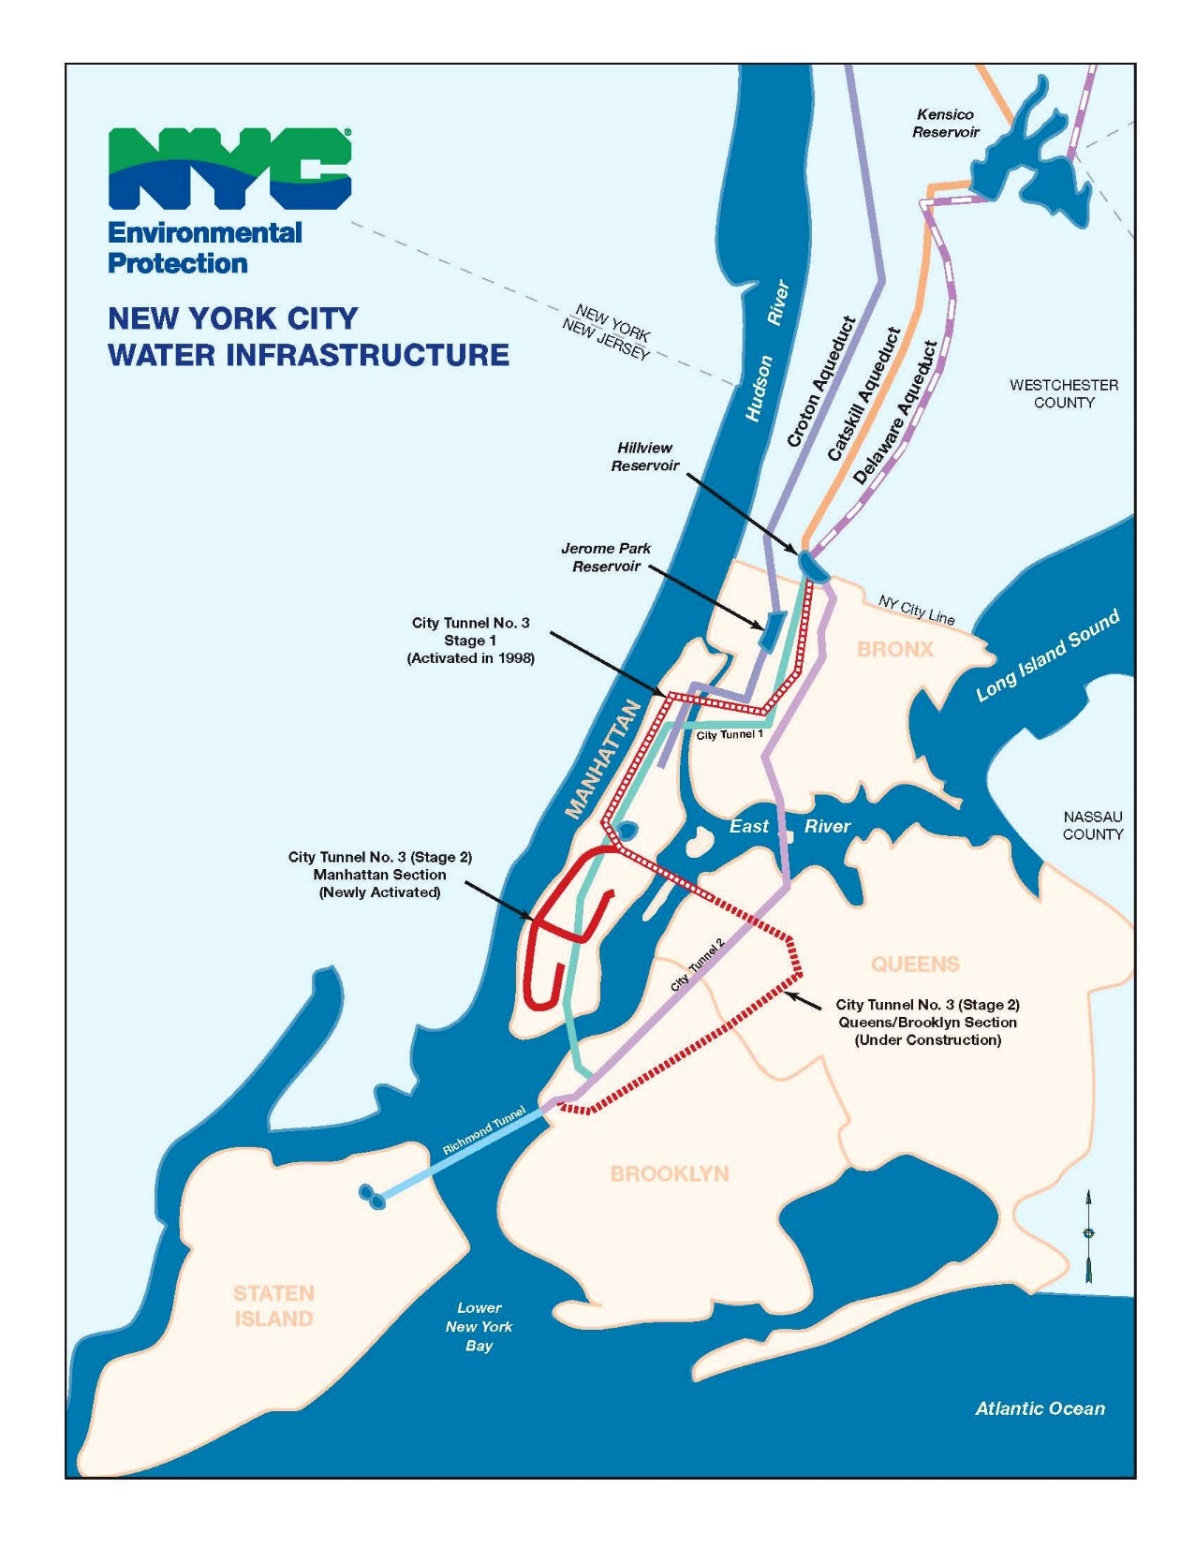 NYC®
Environmental
Protection
NEW YORK CITY
WATER INFRASTRUCTURE
Kensico
Reservoir
NEW YORK
NEW JERSEY
Hudson River
Croton Aqueduct
Catskill Aqueduct
Delaware Aqueduct
WESTCHESTER
COUNTY
Hillview
Reservoir
Jerome Park
Reservoir
NY City Line
City Tunnel No. 3
Stage 1
(Activated in 1998)
BRONX
Long Island Sound
MANHATTAN
City Tunnel 1
East River
NASSAU
COUNTY
City Tunnel No. 3 (Stage 2)
Manhattan Section
(Newly Activated)
City Tunnel 2
QUEENS
City Tunnel No. 3 (Stage 2)
Queens/Brooklyn Section
(Under Construction)
Richmond Tunnel
BROOKLYN
STATEN
ISLAND
Lower
New York
Bay
Atlantic Ocean